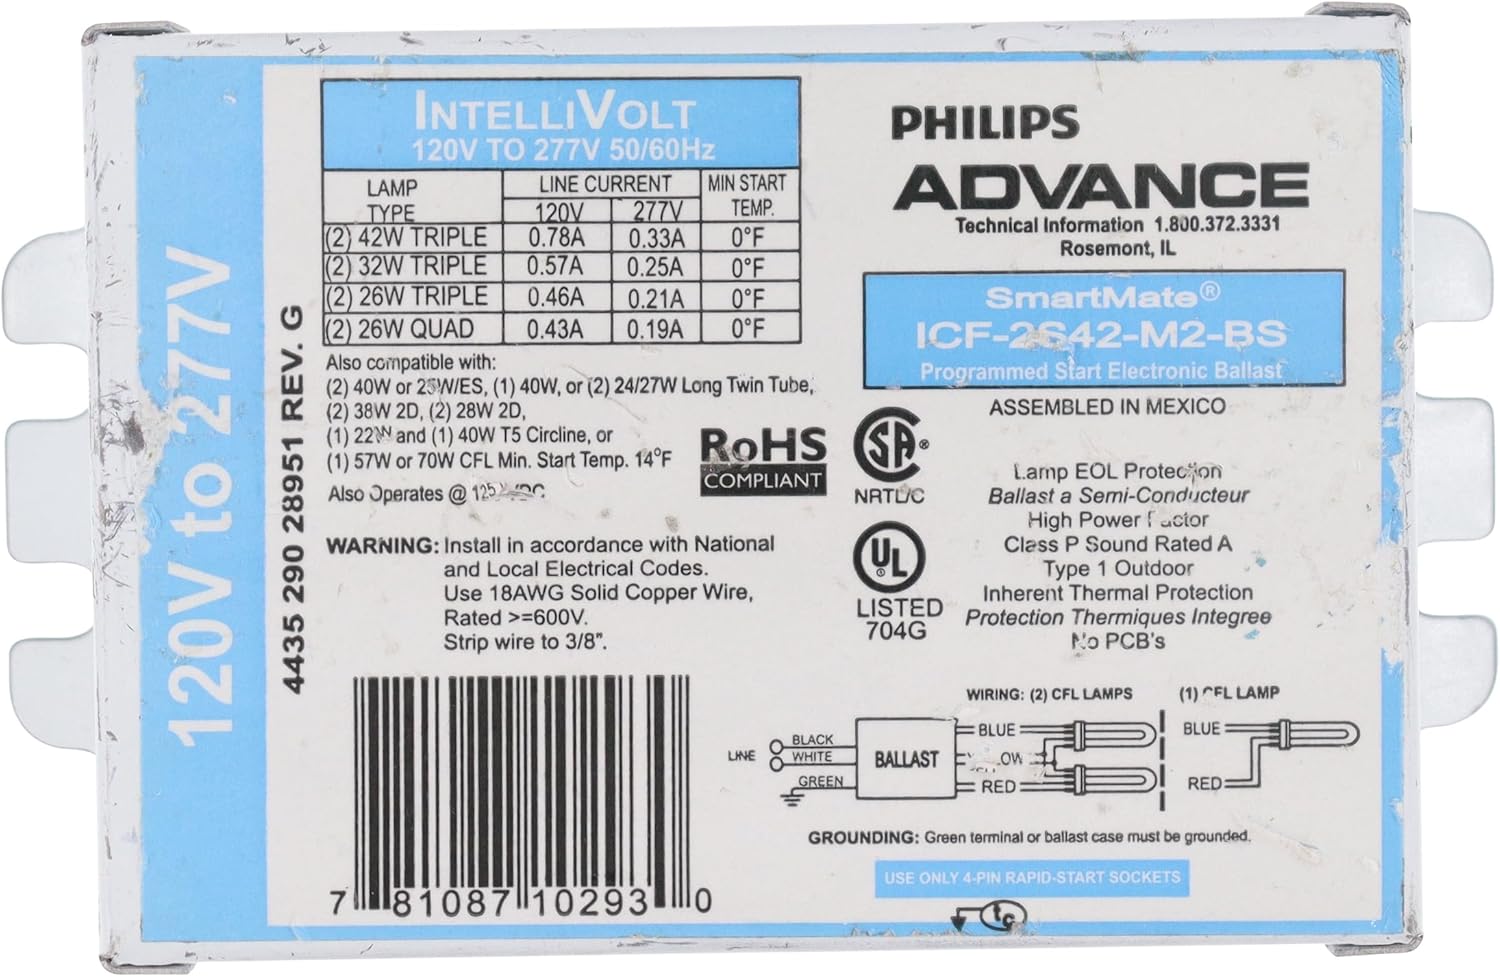 120V to 277V
4435 290 28951 REV. G
INTELLIVOLT
120V TO 277V 50/60Hz
LAMP TYPE LINE CURRENT MIN START TEMP.
120V 277V
(2) 42W TRIPLE 0.78A 0.33A 0°F
(2) 32W TRIPLE 0.57A 0.25A 0°F
(2) 26W TRIPLE 0.46A 0.21A 0°F
(2) 26W QUAD 0.43A 0.19A 0°F
Also compatible with:
(2) 40W or (1) 40W, or (2) 24/27W Long Twin Tube,
(2) 38W 2D, (2) 28W 2D,
(1) 22W and (1) 40W T5 Circline, or
(1) 57W or 70W CFL Min. Start Temp. 14°F
Also Operates @
RoHS
COMPLIANT
WARNING: Install in accordance with National
and Local Electrical Codes.
Use 18AWG Solid Copper Wire,
Rated >=600V.
Strip wire to 3/8".
7 81087 10293 0
PHILIPS
ADVANCE
Technical Information 1.800.372.3331
Rosemont, IL
SmartMate®
ICF-2S42-M2-BS
Programmed Start Electronic Ballast
ASSEMBLED IN MEXICO
SA®
NRTL/C
UL
LISTED
704G
Lamp EOL Protection
Ballast a Semi-Conducteur
High Power Factor
Class P Sound Rated A
Type 1 Outdoor
Inherent Thermal Protection
Protection Thermiques Integree
No PCB's
WIRING: (2) CFL LAMPS (1) CFL LAMP
LINE
BLACK
WHITE
GREEN
BALLAST
BLUE
RED
BLUE
RED
GROUNDING: Green terminal or ballast case must be grounded.
USE ONLY 4-PIN RAPID-START SOCKETS
tc